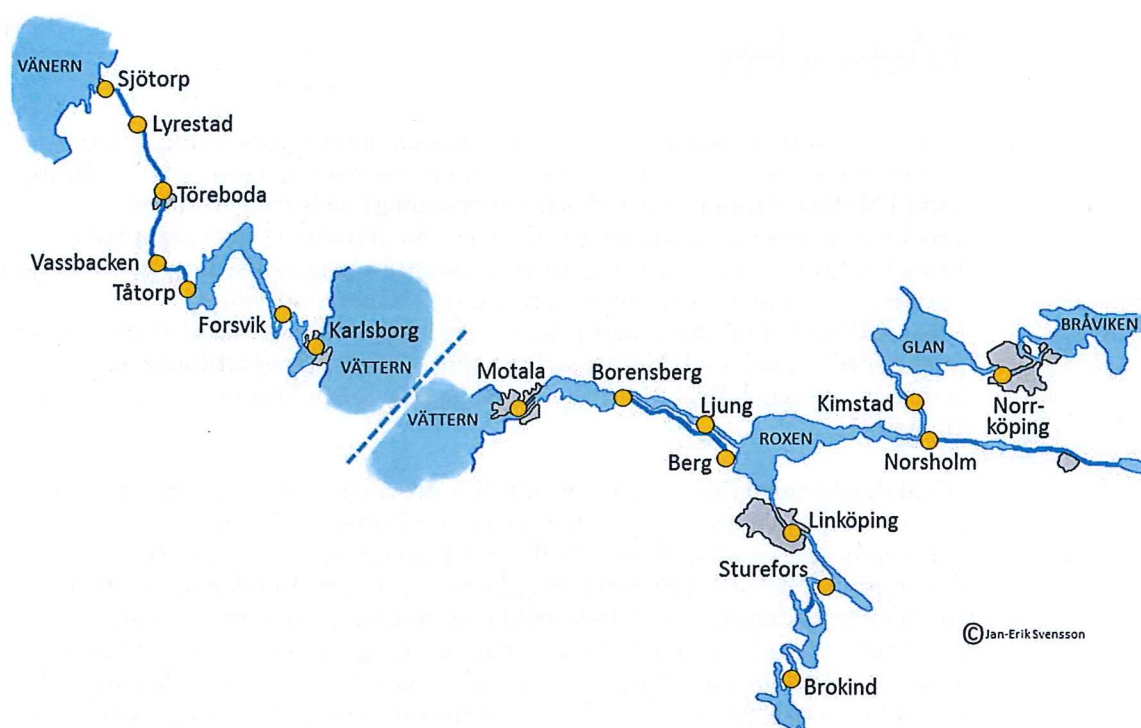 VÄNERN
Sjötorp
Lyrestad
Töreboda
Vassbacken
Tåtorp
Forsvik
Karlsborg
VÄTTERN
VÄTTERN
Motala
Borensberg
Ljung
Berg
ROXEN
GLAN
BRÅVIKEN
Kimstad
Norr-
köping
Norsholm
Linköping
Sturefors
Brokind
© Jan-Erik Svensson